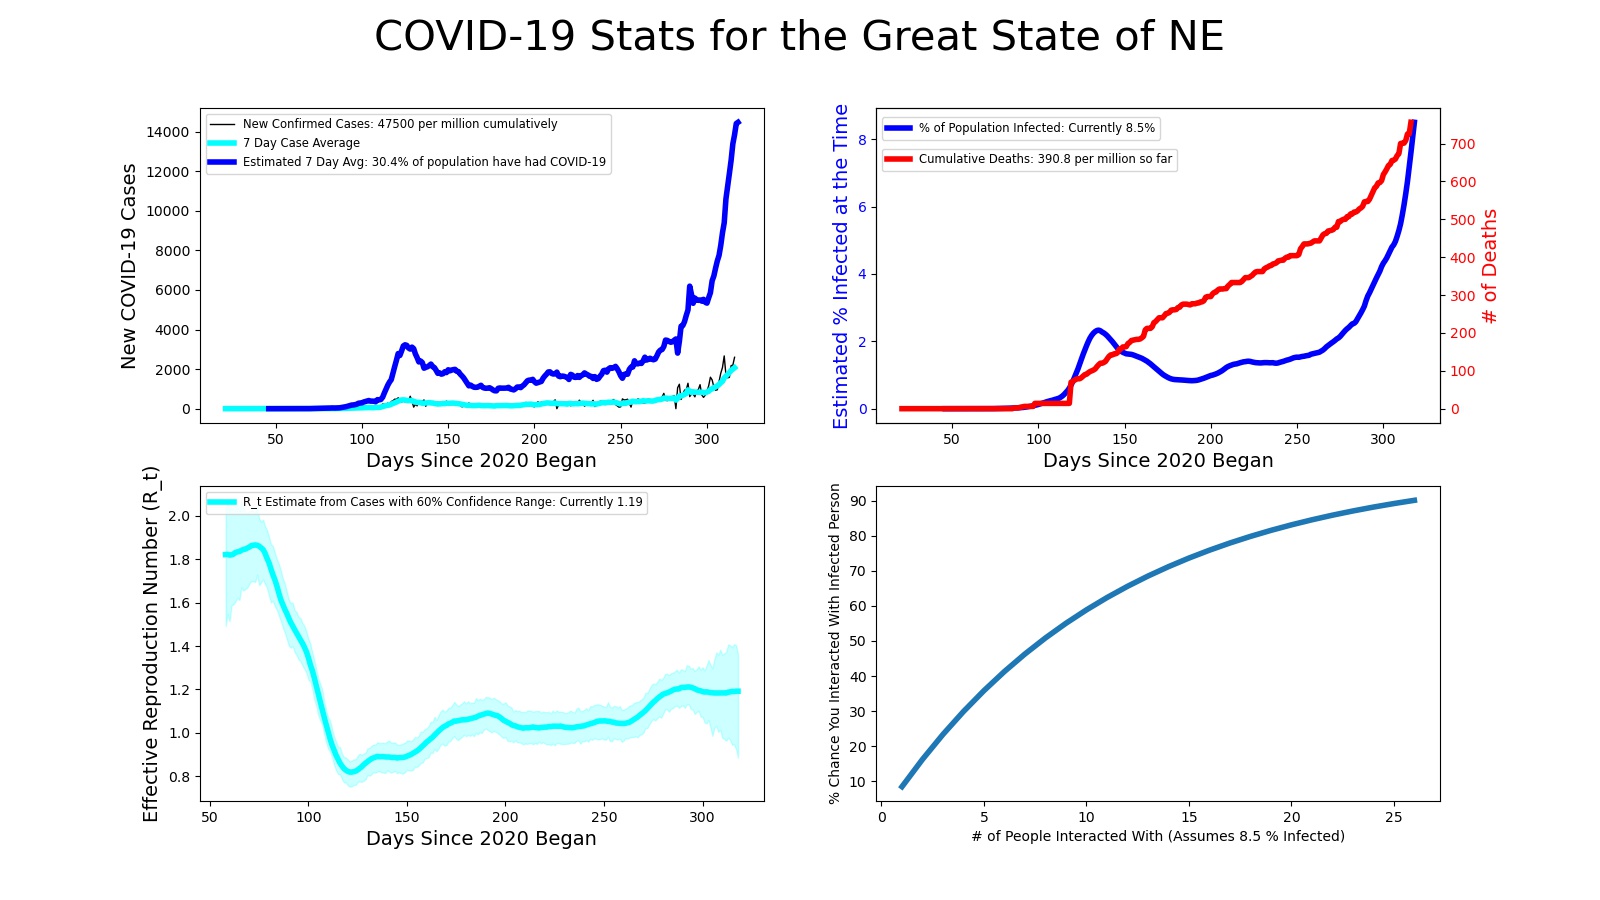 COVID-19 Stats for the Great State of NE
New COVID-19 Cases
14000
12000
10000
8000
6000
4000
2000
0
New Confirmed Cases: 47500 per million cumulatively
7 Day Case Average
Estimated 7 Day Avg: 30.4% of population have had COVID-19
50 100 150 200 250 300
Days Since 2020 Began
Estimated % Infected at the Time
8
6
4
2
0
% of Population Infected: Currently 8.5%
Cumulative Deaths: 390.8 per million so far
700
600
500
400
300
200
100
0
# of Deaths
50 100 150 200 250 300
Days Since 2020 Began
Effective Reproduction Number (R_t)
2.0
1.8
1.6
1.4
1.2
1.0
0.8
R_t Estimate from Cases with 60% Confidence Range: Currently 1.19
50 100 150 200 250 300
Days Since 2020 Began
% Chance You Interacted With Infected Person
90
80
70
60
50
40
30
20
10
0 5 10 15 20 25
# of People Interacted With (Assumes 8.5 % Infected)